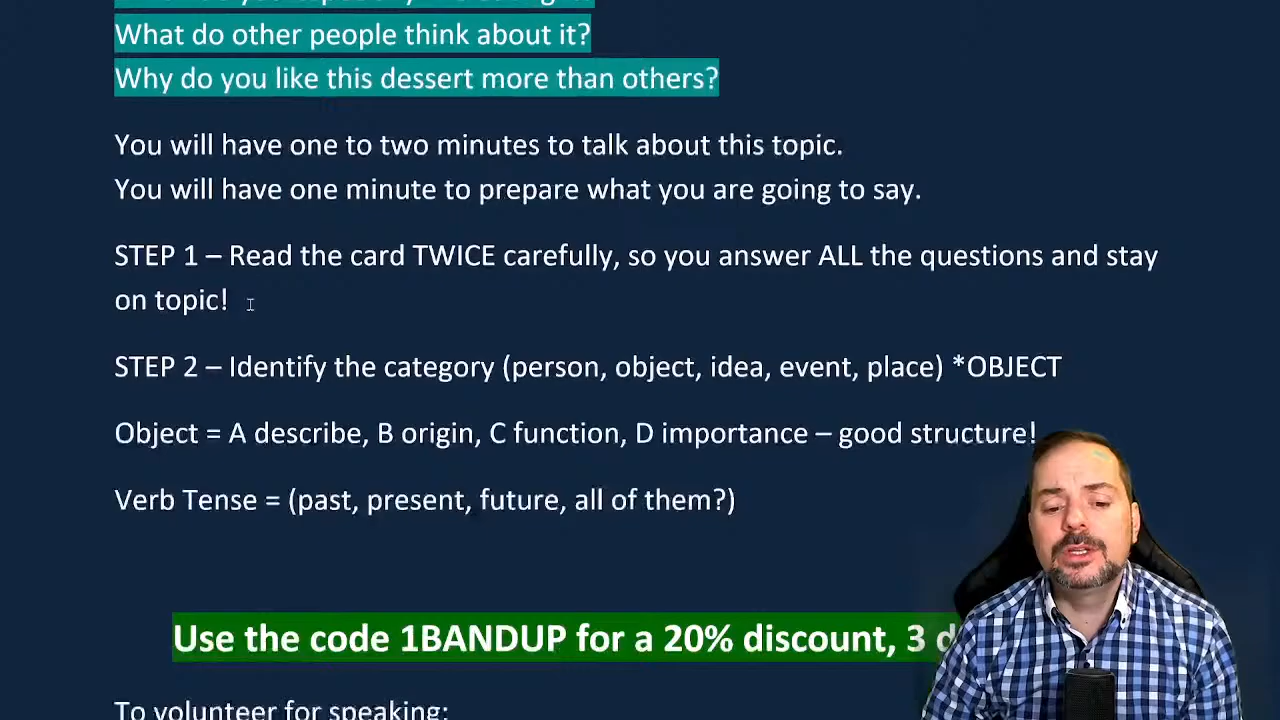 What do other people think about it?
Why do you like this dessert more than others?
You will have one to two minutes to talk about this topic.
You will have one minute to prepare what you are going to say.
STEP 1 – Read the card TWICE carefully, so you answer ALL the questions and stay
on topic!
STEP 2 – Identify the category (person, object, idea, event, place) *OBJECT
Object = A describe, B origin, C function, D importance – good structure!
Verb Tense = (past, present, future, all of them?)
Use the code 1BANDUP for a 20% discount, 3
To volunteer for speaking: